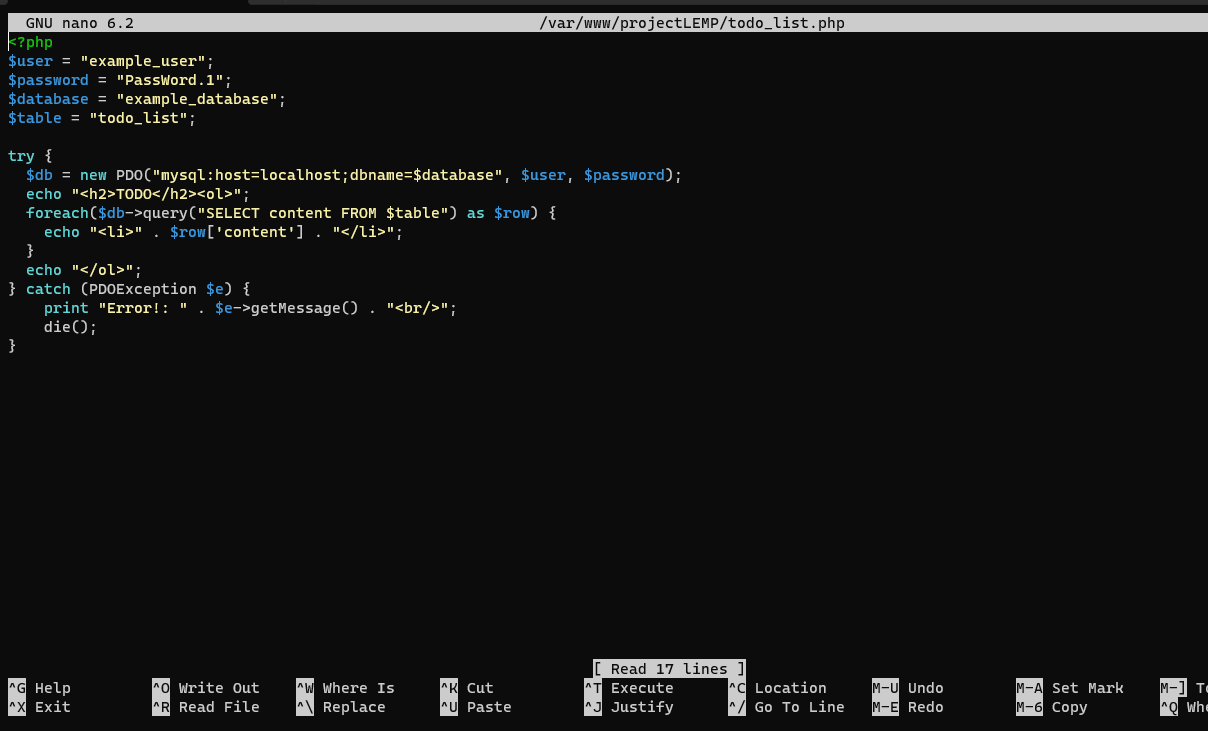 GNU nano 6.2 /var/www/projectLEMP/todo_list.php
<?php
$user = "example_user";
$password = "PassWord.1";
$database = "example_database";
$table = "todo_list";

try {
  $db = new PDO("mysql:host=localhost;dbname=$database", $user, $password);
  echo "<h2>TODO</h2><ol>";
  foreach($db->query("SELECT content FROM $table") as $row) {
    echo "<li>" . $row['content'] . "</li>";
  }
  echo "</ol>";
} catch (PDOException $e) {
    print "Error!: " . $e->getMessage() . "<br/>";
    die();
}
[ Read 17 lines ]
^G Help ^O Write Out ^W Where Is ^K Cut ^T Execute ^C Location M-U Undo M-A Set Mark M-]
^X Exit ^R Read File ^\ Replace ^U Paste ^J Justify ^/ Go To Line M-E Redo M-6 Copy ^Q